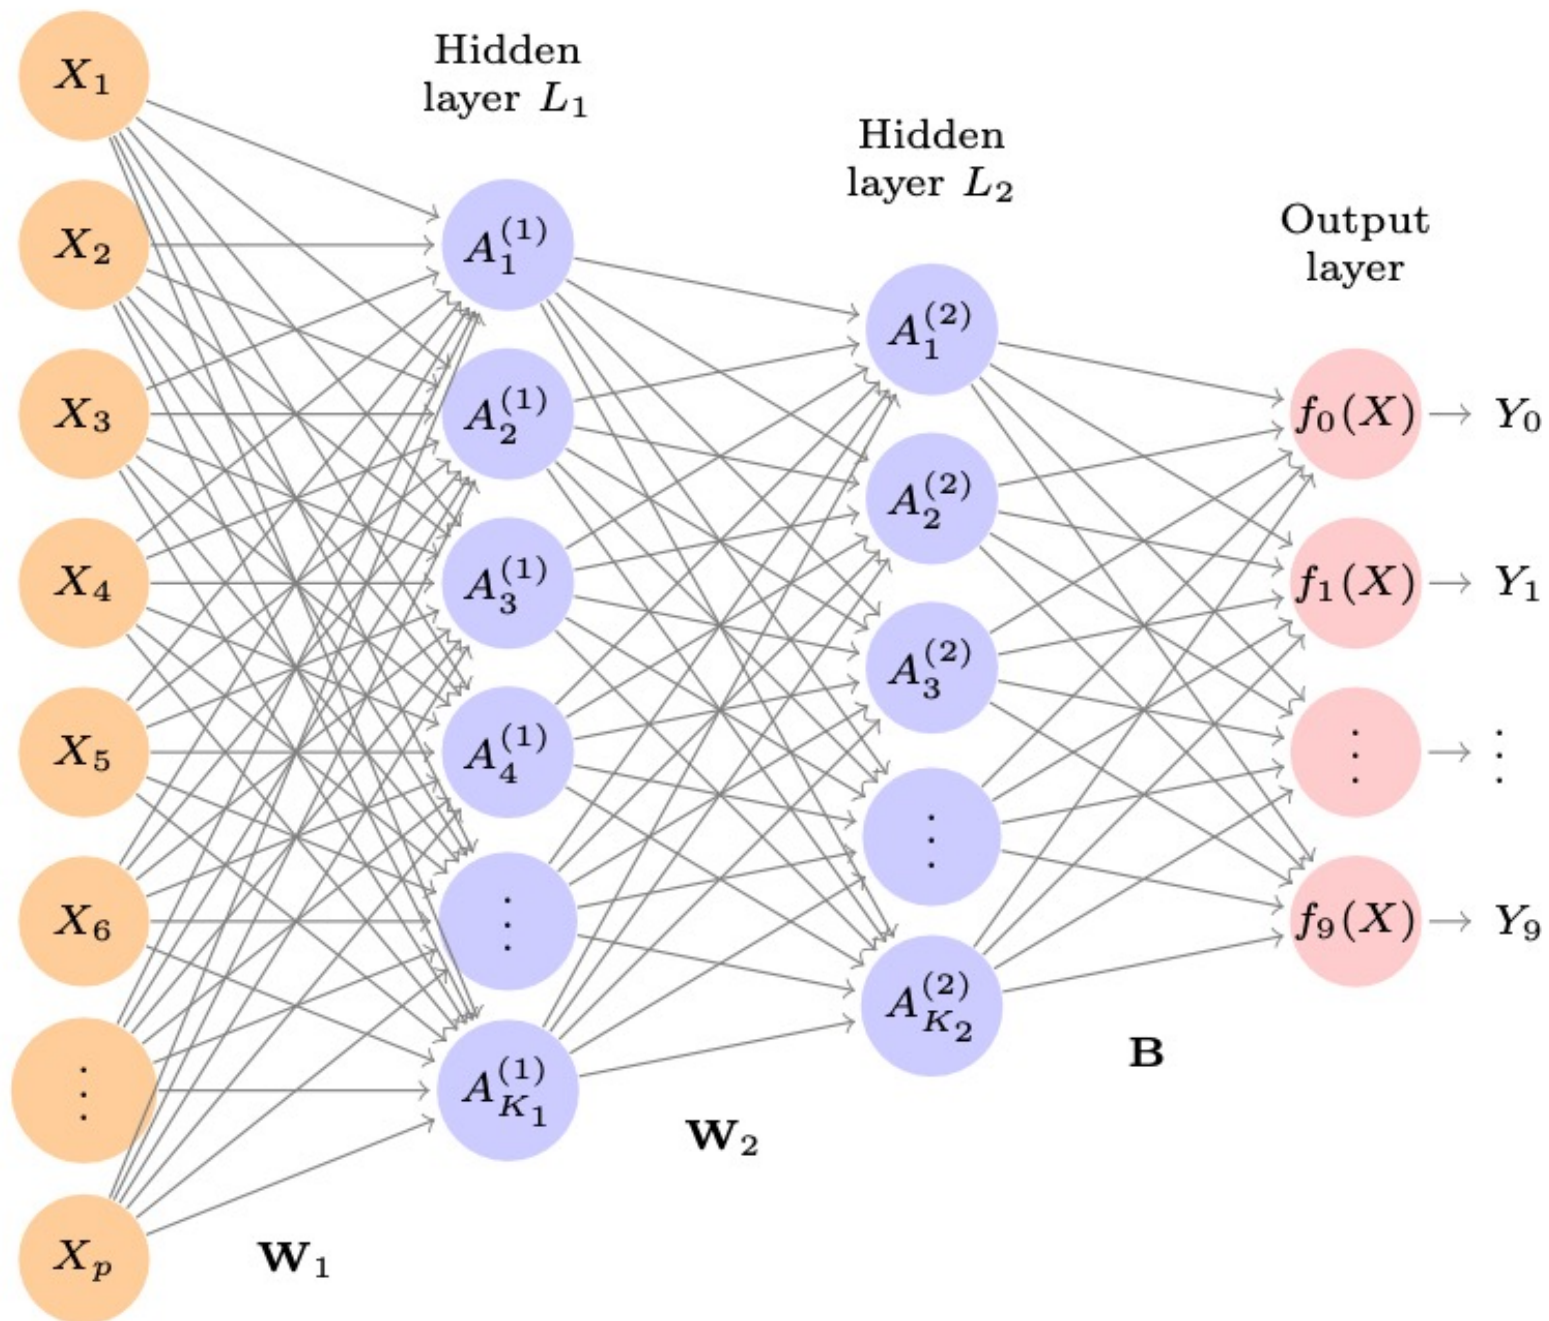 X₁
X₂
X₃
X₄
X₅
X₆
⋮
Xₚ
W₁
Hidden
layer L₁
A₁⁽¹⁾
A₂⁽¹⁾
A₃⁽¹⁾
A₄⁽¹⁾
⋮
A_{K₁}⁽¹⁾
W₂
Hidden
layer L₂
A₁⁽²⁾
A₂⁽²⁾
A₃⁽²⁾
⋮
A_{K₂}⁽²⁾
B
Output
layer
f₀(X) → Y₀
f₁(X) → Y₁
⋮ → ⋮
f₉(X) → Y₉